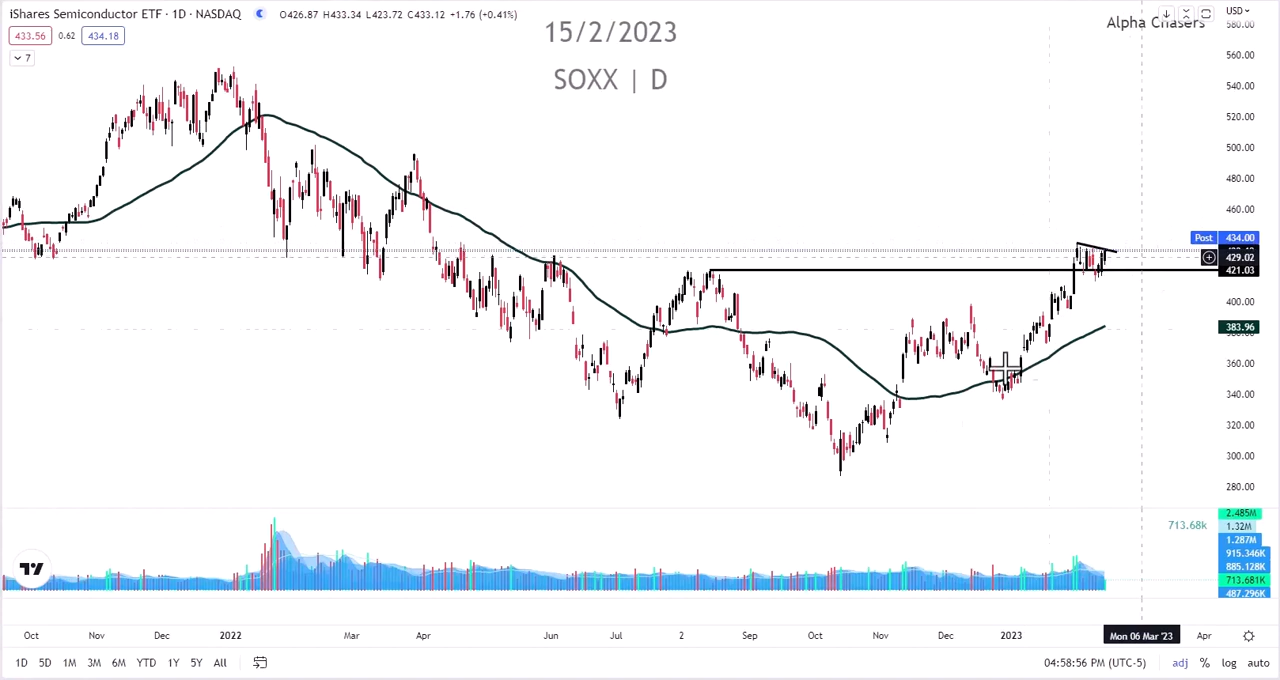 iShares Semiconductor ETF · 1D · NASDAQ O426.87 H433.34 L423.72 C433.12 +1.76 (+0.41%)
433.56 0.62 434.18
7
15/2/2023
SOXX | D
Alpha Chasers
USD
580.00
560.00
540.00
520.00
500.00
480.00
460.00
Post 434.00
429.02
421.03
400.00
383.96
360.00
340.00
320.00
300.00
280.00
713.68k
2.485M
1.32M
1.287M
915.346K
885.128K
713.681K
487.296K
Oct Nov Dec 2022 Mar Apr Jun Jul 2 Sep Oct Nov Dec 2023 Mon 06 Mar '23 Apr
1D 5D 1M 3M 6M YTD 1Y 5Y All 04:58:56 PM (UTC-5) adj % log auto